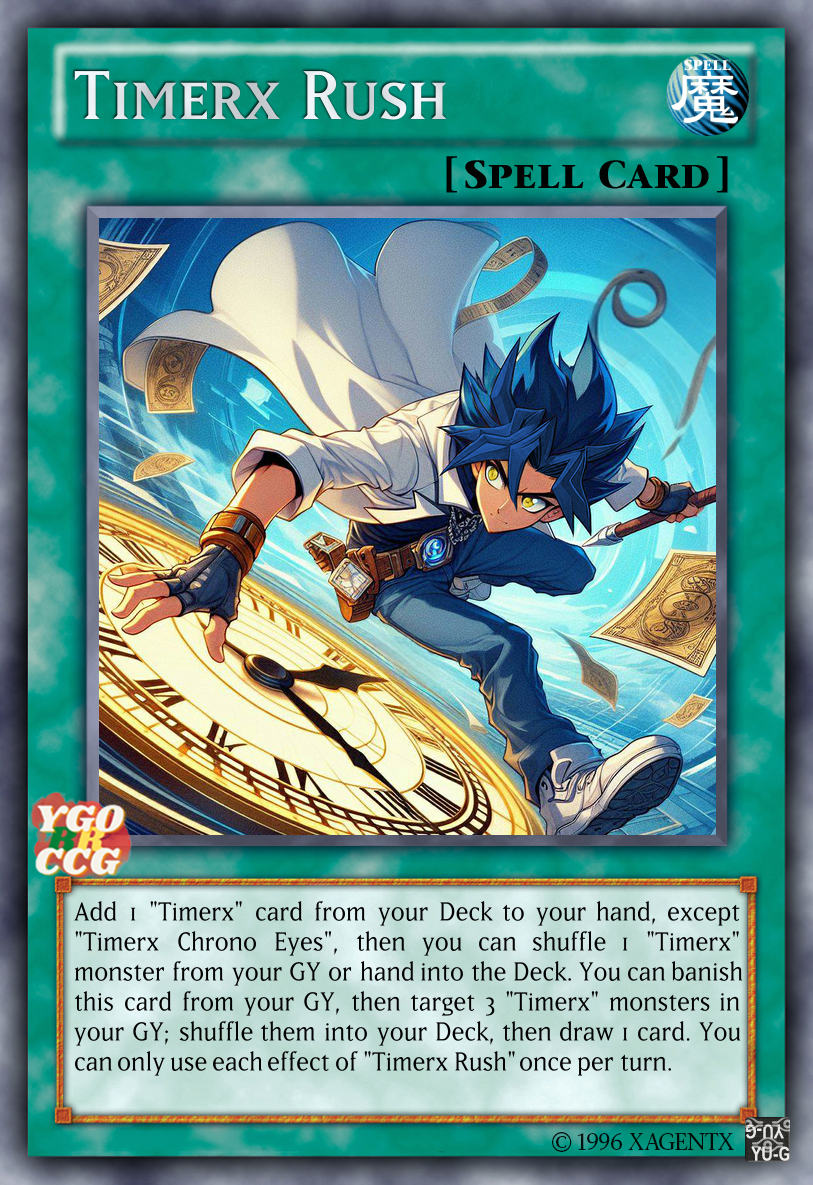 TIMERX RUSH
SPELL
魔
[SPELL CARD]
YGO
BR
CCG
Add 1 "Timerx" card from your Deck to your hand, except
"Timerx Chrono Eyes", then you can shuffle 1 "Timerx"
monster from your GY or hand into the Deck. You can banish
this card from your GY, then target 3 "Timerx" monsters in
your GY; shuffle them into your Deck, then draw 1 card. You
can only use each effect of "Timerx Rush" once per turn.
© 1996 XAGENTX
YU-G